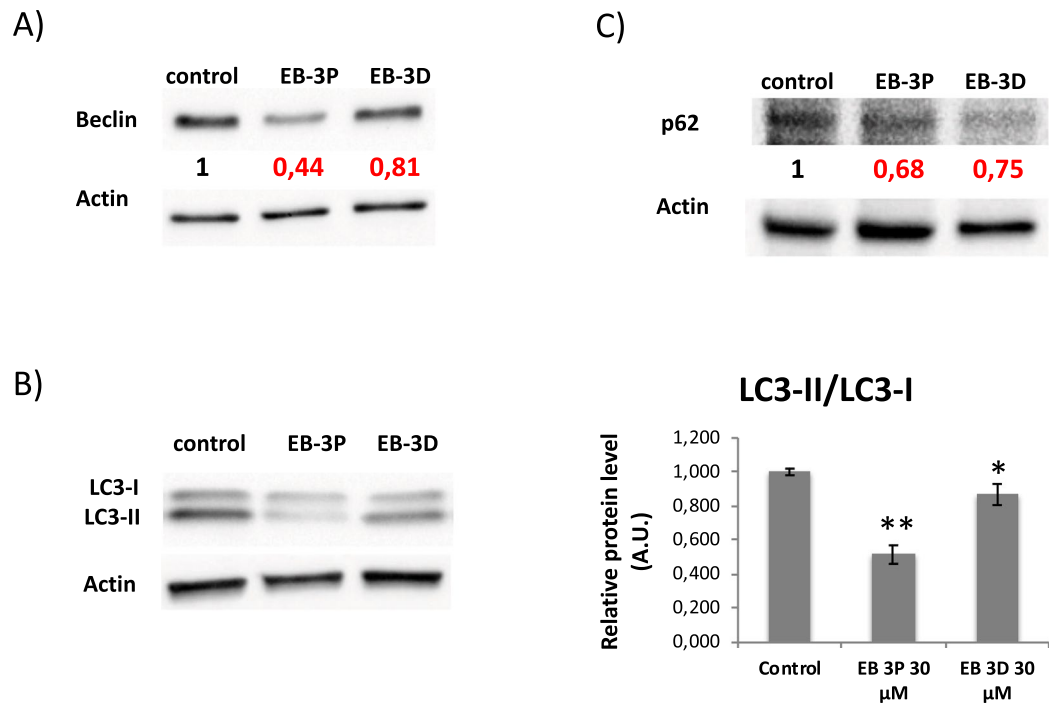 A)
control EB-3P EB-3D
Beclin
1 0,44 0,81
Actin
C)
control EB-3P EB-3D
p62
1 0,68 0,75
Actin
B)
control EB-3P EB-3D
LC3-I
LC3-II
Actin
LC3-II/LC3-I
Relative protein level
(A.U.)
1,200
1,000
0,800
0,600
0,400
0,200
0,000
**
*
Control EB 3P 30 EB 3D 30
µM µM